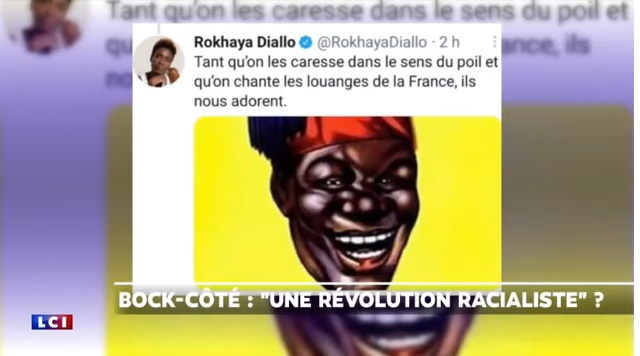 Tant qu'on les caresse dans le sens du poil et
Rokhaya Diallo @RokhayaDiallo · 2 h
Tant qu'on les caresse dans le sens du poil et
qu'on chante les louanges de la France, ils
nous adorent.
BOCK-CÔTÉ : "UNE RÉVOLUTION RACIALISTE" ?
LCI